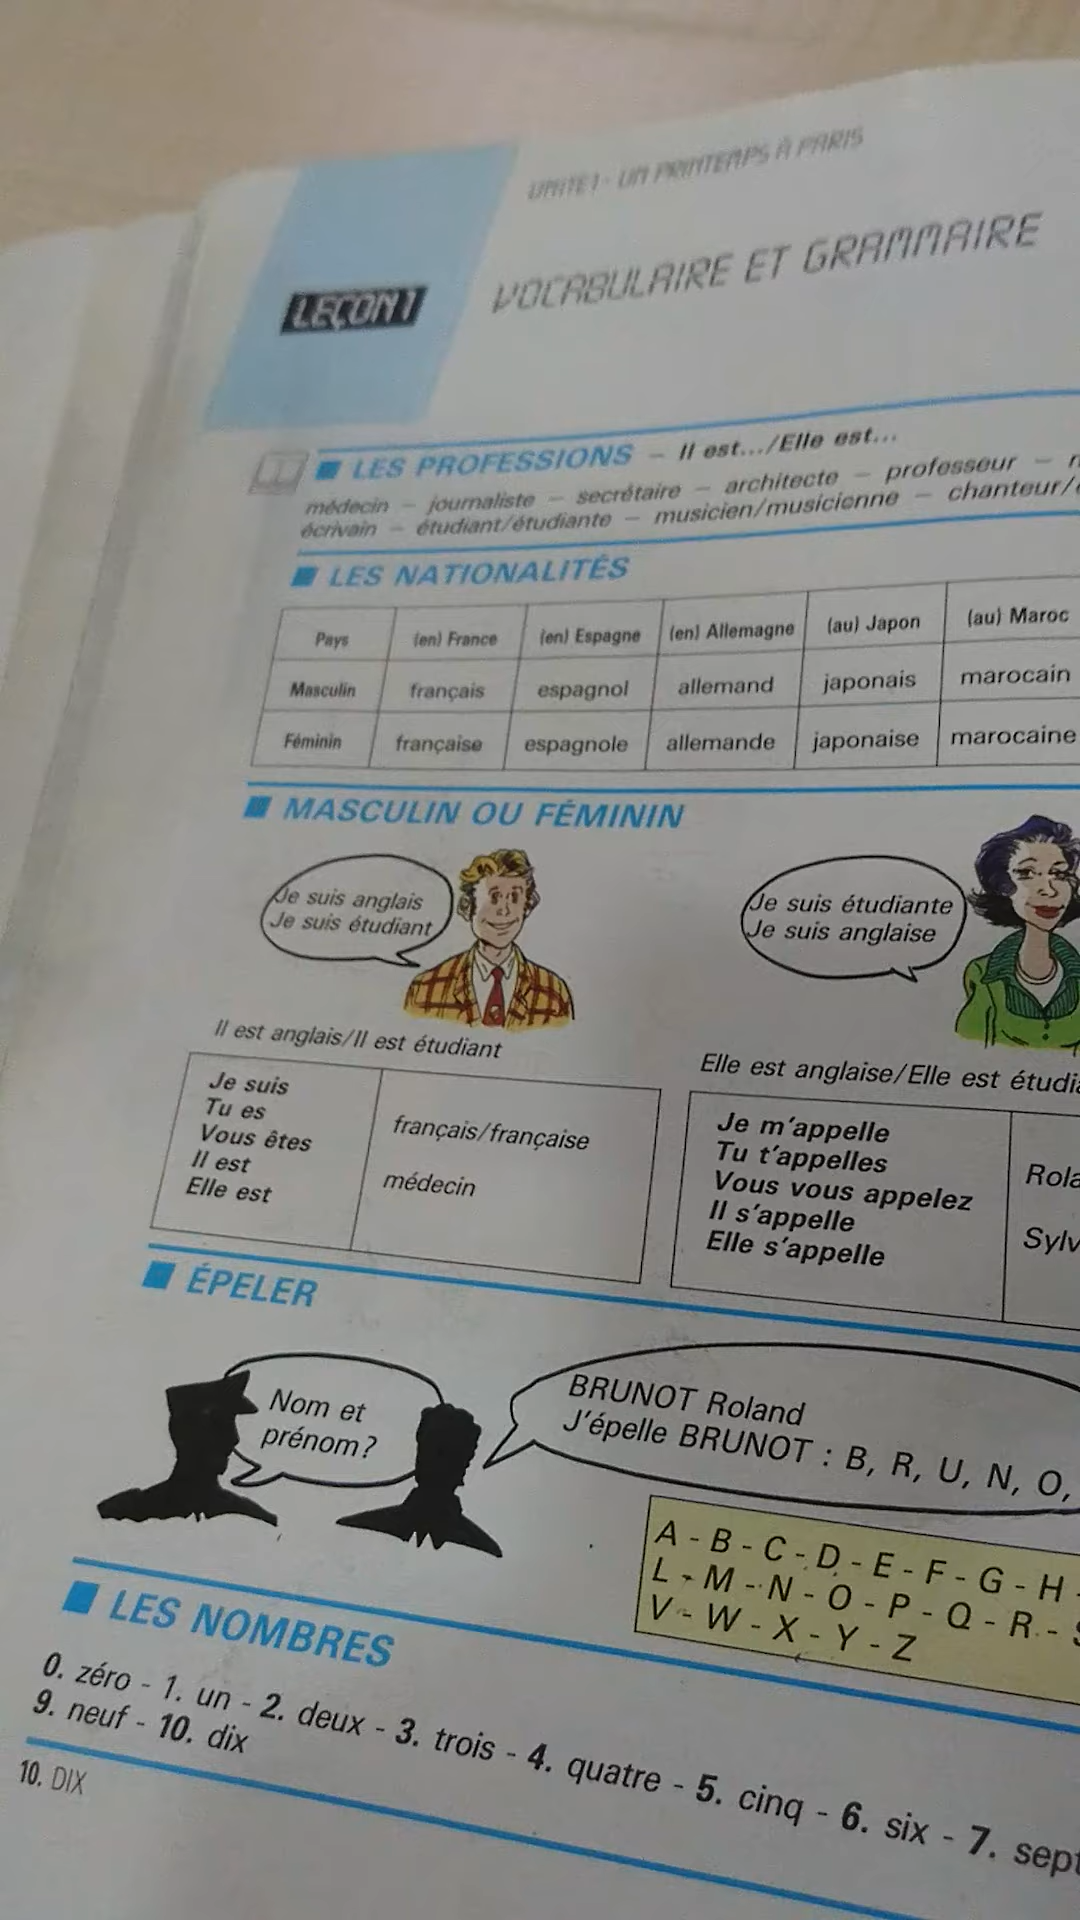 UNITE 1 - UN PRINTEMPS À PARIS
LEÇON 1
VOCABULAIRE ET GRAMMAIRE
■ LES PROFESSIONS – Il est.../Elle est...
médecin – journaliste – secrétaire – architecte – professeur –
écrivain – étudiant/étudiante – musicien/musicienne – chanteur/
■ LES NATIONALITÉS
Pays (en) France (en) Espagne (en) Allemagne (au) Japon (au) Maroc
Masculin français espagnol allemand japonais marocain
Féminin française espagnole allemande japonaise marocaine
■ MASCULIN OU FÉMININ
Je suis anglais
Je suis étudiant
Je suis étudiante
Je suis anglaise
Il est anglais/Il est étudiant
Elle est anglaise/Elle est étudia
Je suis
Tu es
Vous êtes
Il est
Elle est
français/française
médecin
Je m'appelle
Tu t'appelles
Vous vous appelez
Il s'appelle
Elle s'appelle
Rola
Sylv
■ ÉPELER
Nom et
prénom?
BRUNOT Roland
J'épelle BRUNOT : B, R, U, N, O,
A - B - C - D - E - F - G - H -
L - M - N - O - P - Q - R - S
V - W - X - Y - Z
■ LES NOMBRES
0. zéro - 1. un - 2. deux - 3. trois - 4. quatre - 5. cinq - 6. six - 7. sept
9. neuf - 10. dix
10. DIX